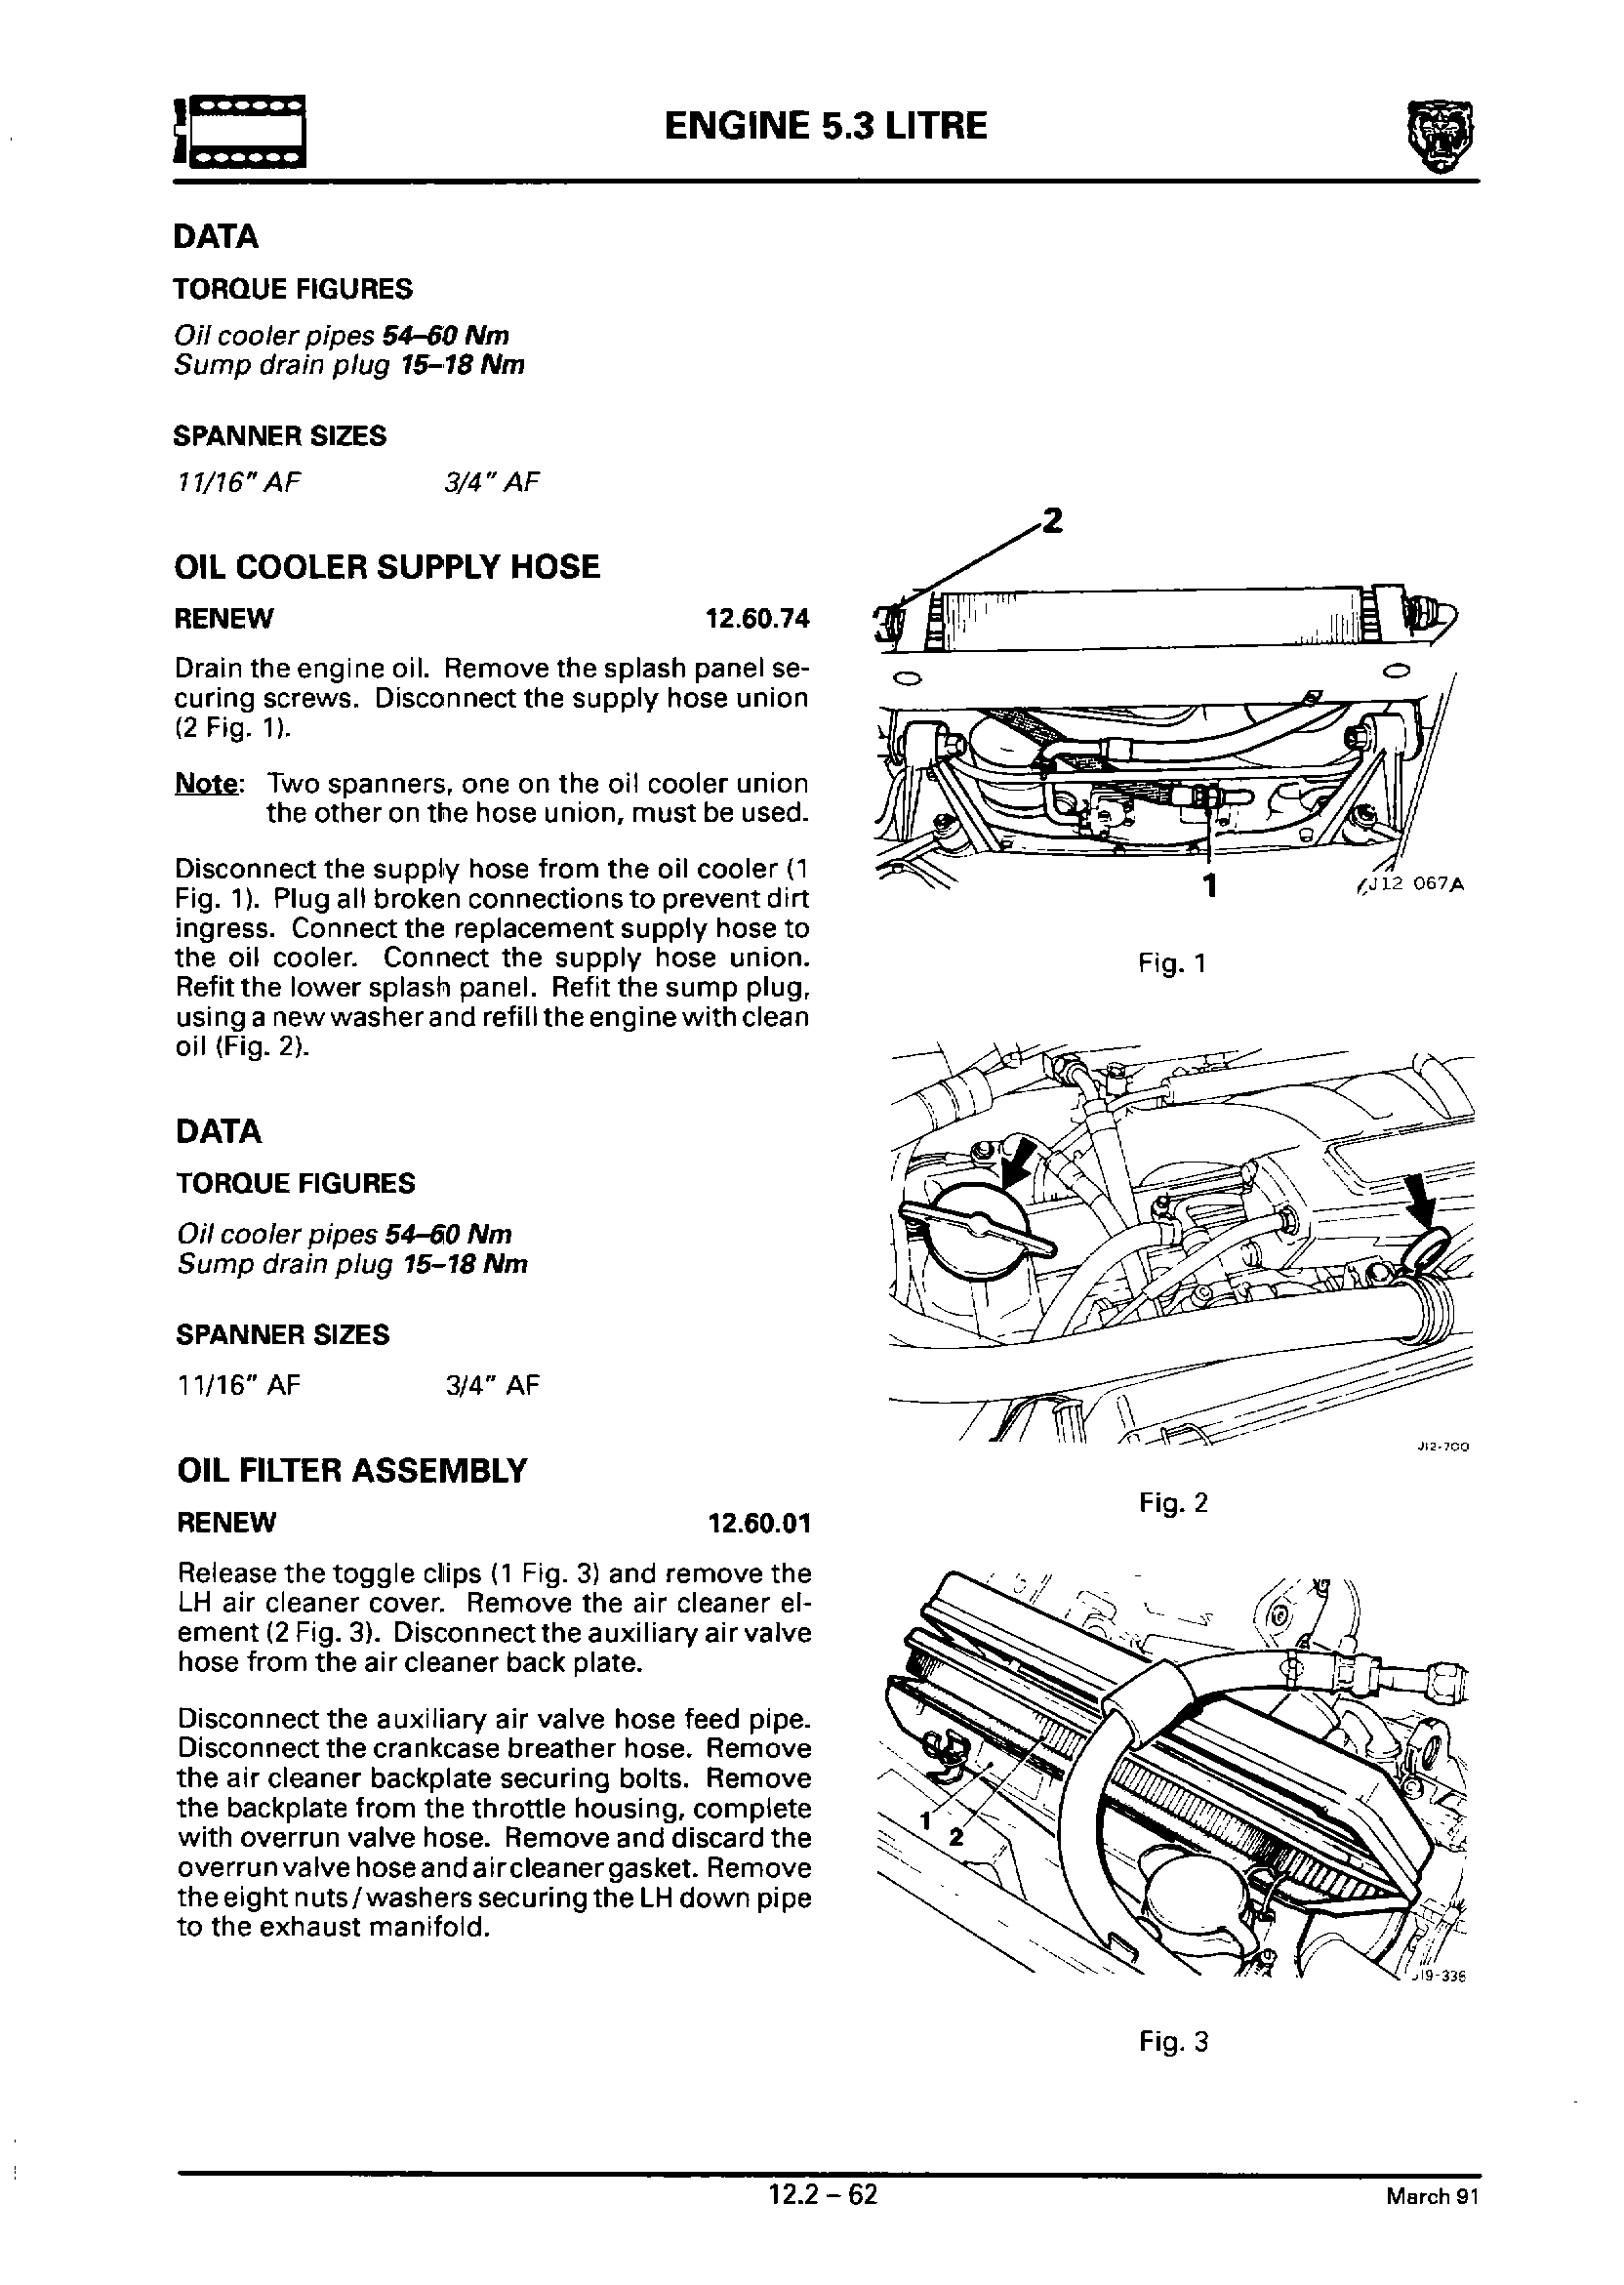 ENGINE 5.3 LITRE
DATA
TORQUE FIGURES
Oil cooler pipes 54–60 Nm
Sump drain plug 15–18 Nm
SPANNER SIZES
11/16" AF 3/4" AF
OIL COOLER SUPPLY HOSE
RENEW 12.60.74
Drain the engine oil. Remove the splash panel se-
curing screws. Disconnect the supply hose union
(2 Fig. 1).
Note: Two spanners, one on the oil cooler union
the other on the hose union, must be used.
Disconnect the supply hose from the oil cooler (1
Fig. 1). Plug all broken connections to prevent dirt
ingress. Connect the replacement supply hose to
the oil cooler. Connect the supply hose union.
Refit the lower splash panel. Refit the sump plug,
using a new washer and refill the engine with clean
oil (Fig. 2).
DATA
TORQUE FIGURES
Oil cooler pipes 54–60 Nm
Sump drain plug 15–18 Nm
SPANNER SIZES
11/16" AF 3/4" AF
OIL FILTER ASSEMBLY
RENEW 12.60.01
Release the toggle clips (1 Fig. 3) and remove the
LH air cleaner cover. Remove the air cleaner el-
ement (2 Fig. 3). Disconnect the auxiliary air valve
hose from the air cleaner back plate.
Disconnect the auxiliary air valve hose feed pipe.
Disconnect the crankcase breather hose. Remove
the air cleaner backplate securing bolts. Remove
the backplate from the throttle housing, complete
with overrun valve hose. Remove and discard the
overrun valve hose and air cleaner gasket. Remove
the eight nuts/washers securing the LH down pipe
to the exhaust manifold.
2
1
J12 067A
Fig. 1
J12-700
Fig. 2
1
2
J19-336
Fig. 3
12.2 – 62
March 91